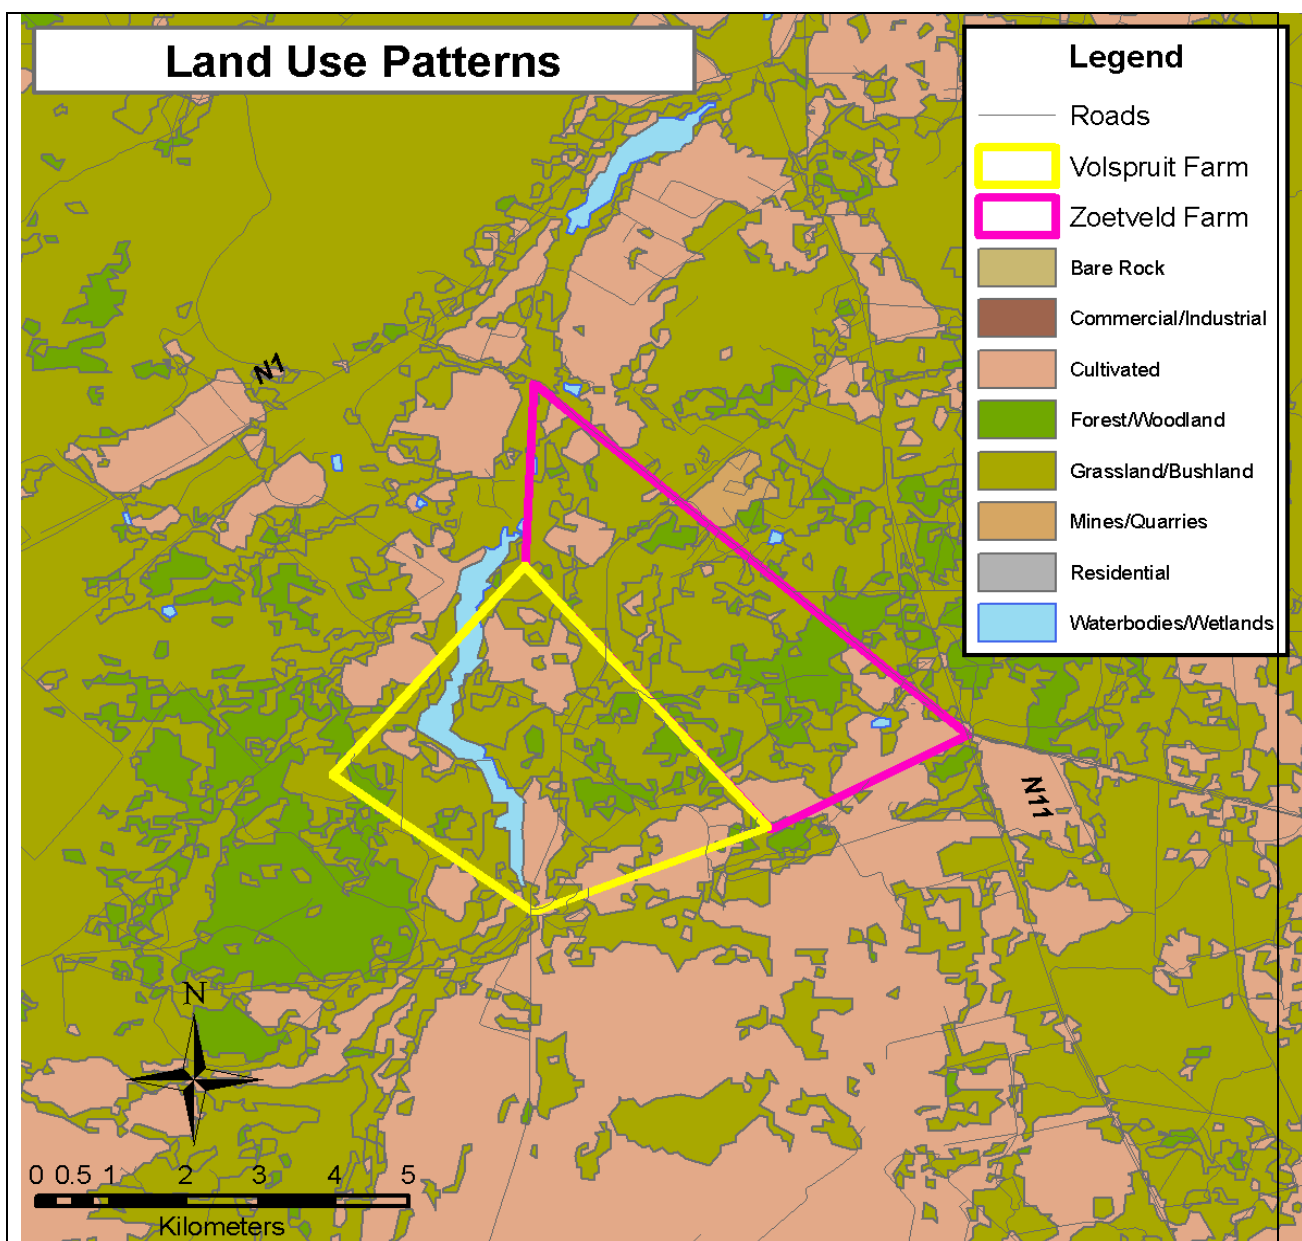 Land Use Patterns
Legend
Roads
Volspruit Farm
Zoetveld Farm
Bare Rock
Commercial/Industrial
Cultivated
Forest/Woodland
Grassland/Bushland
Mines/Quarries
Residential
Waterbodies/Wetlands
N1
N11
N
0 0.5 1 2 3 4 5
Kilometers